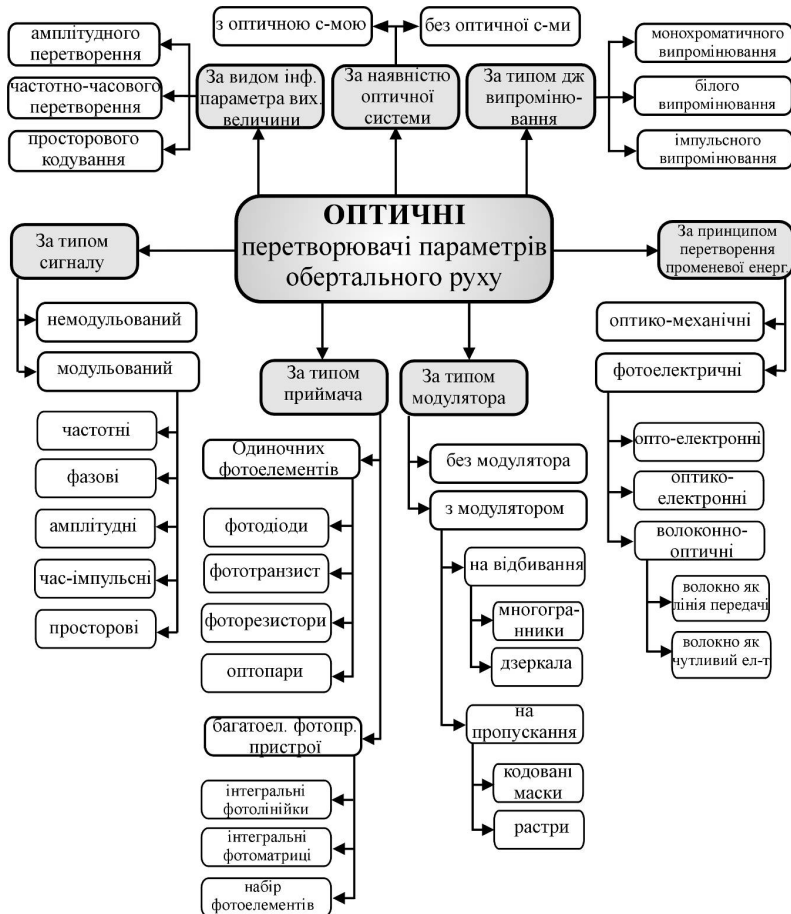 амплітудного
перетворення
частотно-часового
перетворення
просторового
кодування
За видом інф.
параметра вих.
величини
з оптичною с-мою
без оптичної с-ми
За наявністю
оптичної
системи
За типом дж
випроміню-
вання
монохроматичного
випромінювання
білого
випромінювання
імпульсного
випромінювання
ОПТИЧНІ
перетворювачі параметрів
обертального руху
За типом
сигналу
немодульований
модульований
частотні
фазові
амплітудні
час-імпульсні
просторові
За типом
приймача
Одиночних
фотоелементів
фотодіоди
фототранзист
фоторезистори
оптопари
багатоел. фотопр.
пристрої
інтегральні
фотолінійки
інтегральні
фотоматриці
набір
фотоелементів
За типом
модулятора
без модулятора
з модулятором
на відбивання
многогра-
нники
дзеркала
на
пропускання
кодовані
маски
растри
За принципом
перетворення
променевої енерг.
оптико-механічні
фотоелектричні
опто-електронні
оптико-
електронні
волоконно-
оптичні
волокно як
лінія передачі
волокно як
чутливий ел-т